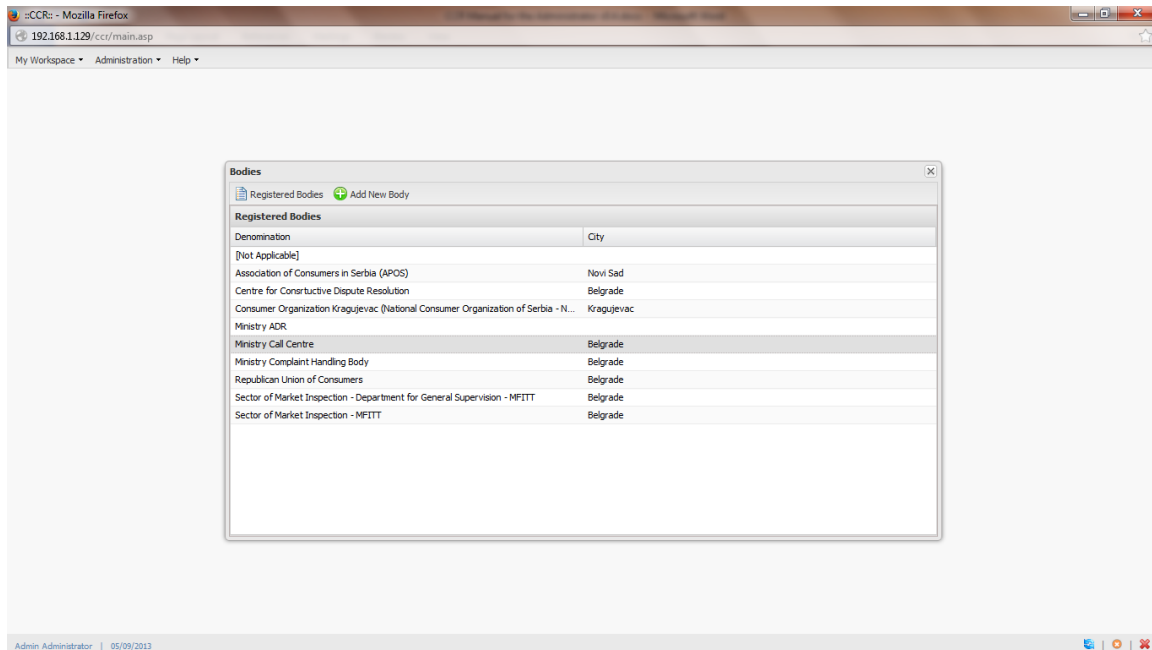 ::CCR:: - Mozilla Firefox
192.168.1.129/ccr/main.asp
My Workspace Administration Help
Bodies
Registered Bodies Add New Body
Registered Bodies
Denomination City
[Not Applicable]
Association of Consumers in Serbia (APOS) Novi Sad
Centre for Consrtuctive Dispute Resolution Belgrade
Consumer Organization Kragujevac (National Consumer Organization of Serbia - N... Kragujevac
Ministry ADR
Ministry Call Centre Belgrade
Ministry Complaint Handling Body Belgrade
Republican Union of Consumers Belgrade
Sector of Market Inspection - Department for General Supervision - MFITT Belgrade
Sector of Market Inspection - MFITT Belgrade
Admin Administrator | 05/09/2013